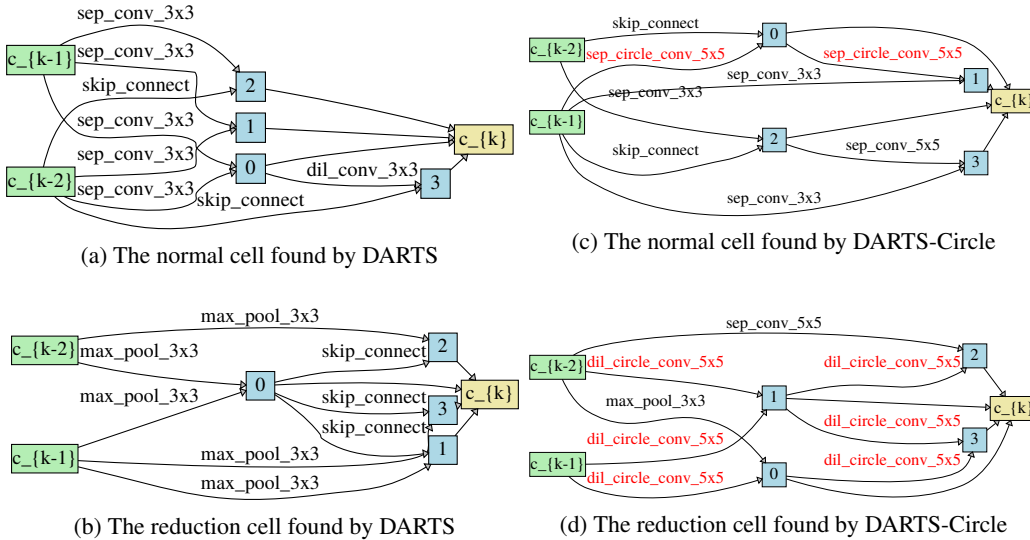 sep_conv_3x3
c_{k-1}
sep_conv_3x3
skip_connect
2
sep_conv_3x3
1
c_{k}
sep_conv_3x3
0
dil_conv_3x3
c_{k-2}
sep_conv_3x3
3
skip_connect
(a) The normal cell found by DARTS
skip_connect
0
c_{k-2}
sep_circle_conv_5x5
sep_circle_conv_5x5
sep_conv_3x3
1
sep_conv_3x3
c_{k}
c_{k-1}
2
skip_connect
sep_conv_5x5
3
sep_conv_3x3
(c) The normal cell found by DARTS-Circle
max_pool_3x3
c_{k-2}
max_pool_3x3
skip_connect
2
0
c_{k}
max_pool_3x3
skip_connect
3
skip_connect
c_{k-1}
max_pool_3x3
1
max_pool_3x3
(b) The reduction cell found by DARTS
sep_conv_5x5
c_{k-2}
dil_circle_conv_5x5
dil_circle_conv_5x5
2
max_pool_3x3
1
c_{k}
dil_circle_conv_5x5
dil_circle_conv_5x5
3
c_{k-1}
dil_circle_conv_5x5
0
dil_circle_conv_5x5
(d) The reduction cell found by DARTS-Circle